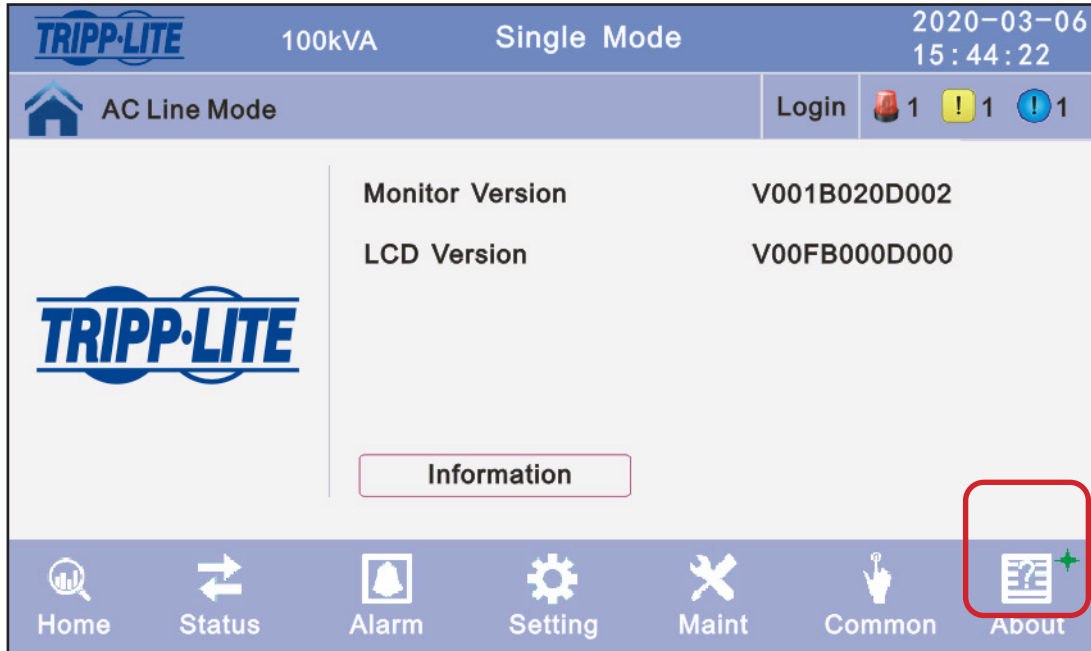 TRIPP·LITE 100kVA Single Mode 2020-03-06
15:44:22
AC Line Mode Login 1 ! 1 ! 1
Monitor Version V001B020D002
LCD Version V00FB000D000
TRIPP·LITE
Information
?
Home Status Alarm Setting Maint Common About